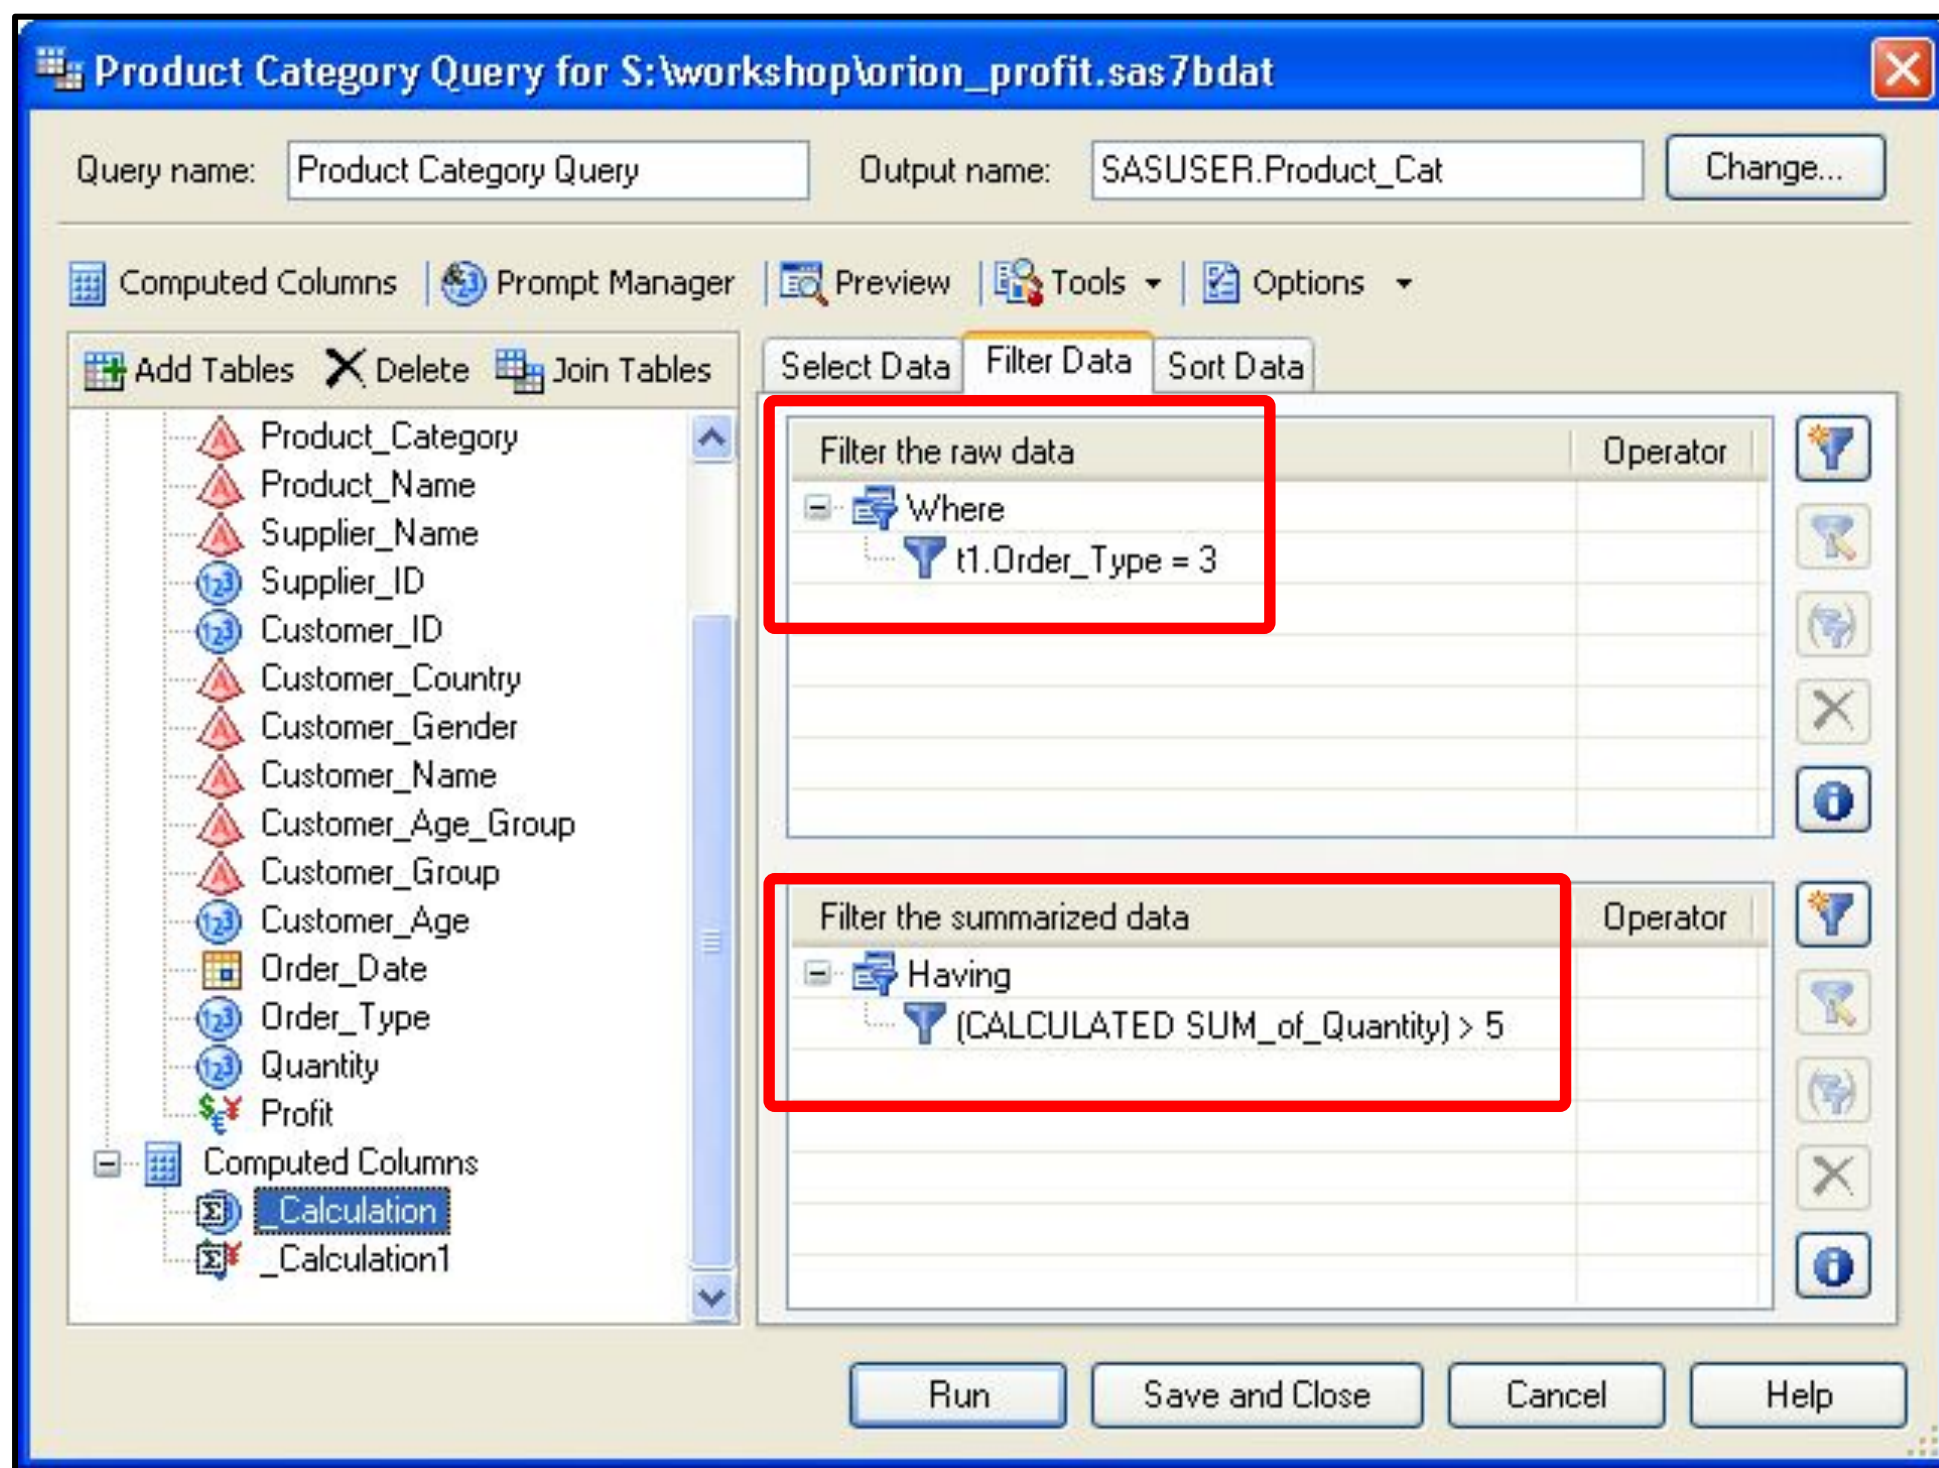 Product Category Query for S:\workshop\orion_profit.sas7bdat
Query name: Product Category Query Output name: SASUSER.Product_Cat Change...
Computed Columns Prompt Manager Preview Tools Options
Add Tables Delete Join Tables
Product_Category
Product_Name
Supplier_Name
Supplier_ID
Customer_ID
Customer_Country
Customer_Gender
Customer_Name
Customer_Age_Group
Customer_Group
Customer_Age
Order_Date
Order_Type
Quantity
Profit
Computed Columns
_Calculation
_Calculation1
Select Data Filter Data Sort Data
Filter the raw data Operator
Where
t1.Order_Type = 3
Filter the summarized data Operator
Having
(CALCULATED SUM_of_Quantity) > 5
Run Save and Close Cancel Help